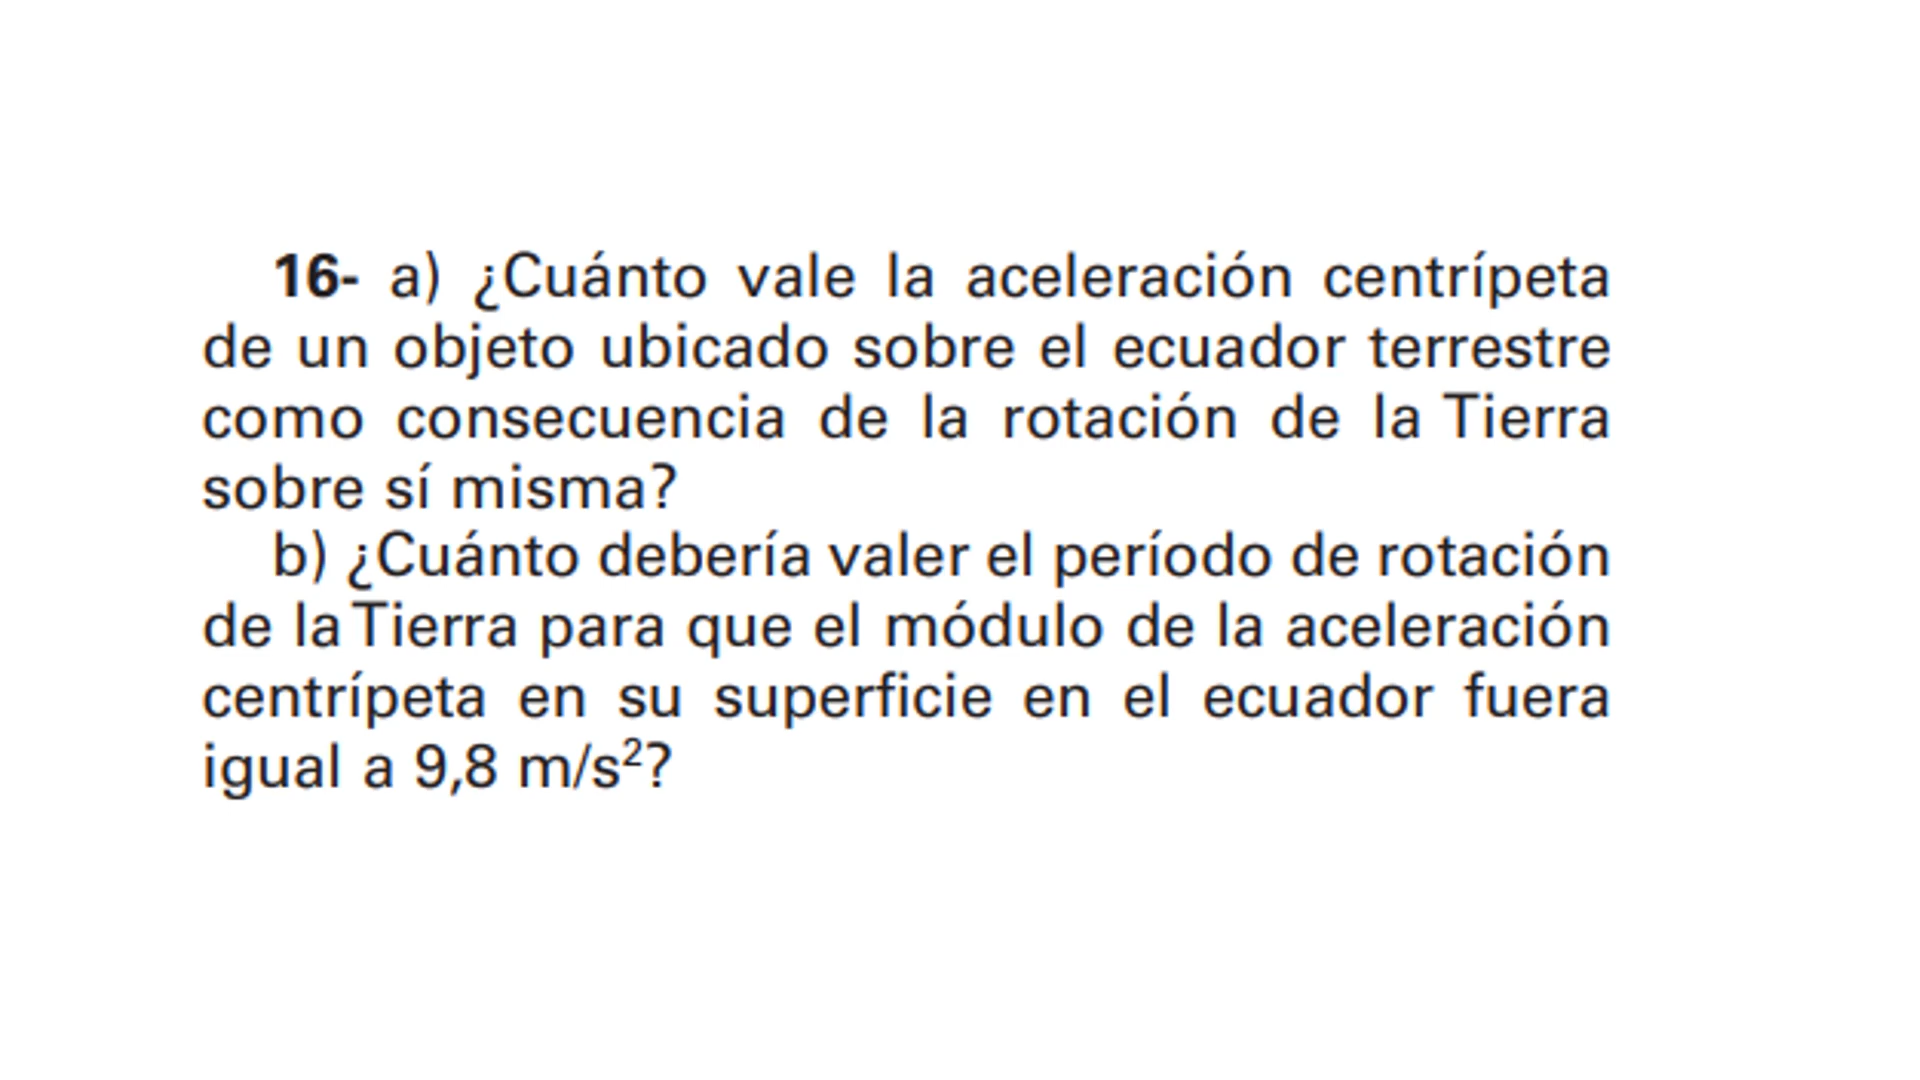 16- a) ¿Cuánto vale la aceleración centrípeta
de un objeto ubicado sobre el ecuador terrestre
como consecuencia de la rotación de la Tierra
sobre sí misma?
b) ¿Cuánto debería valer el período de rotación
de la Tierra para que el módulo de la aceleración
centrípeta en su superficie en el ecuador fuera
igual a 9,8 m/s²?